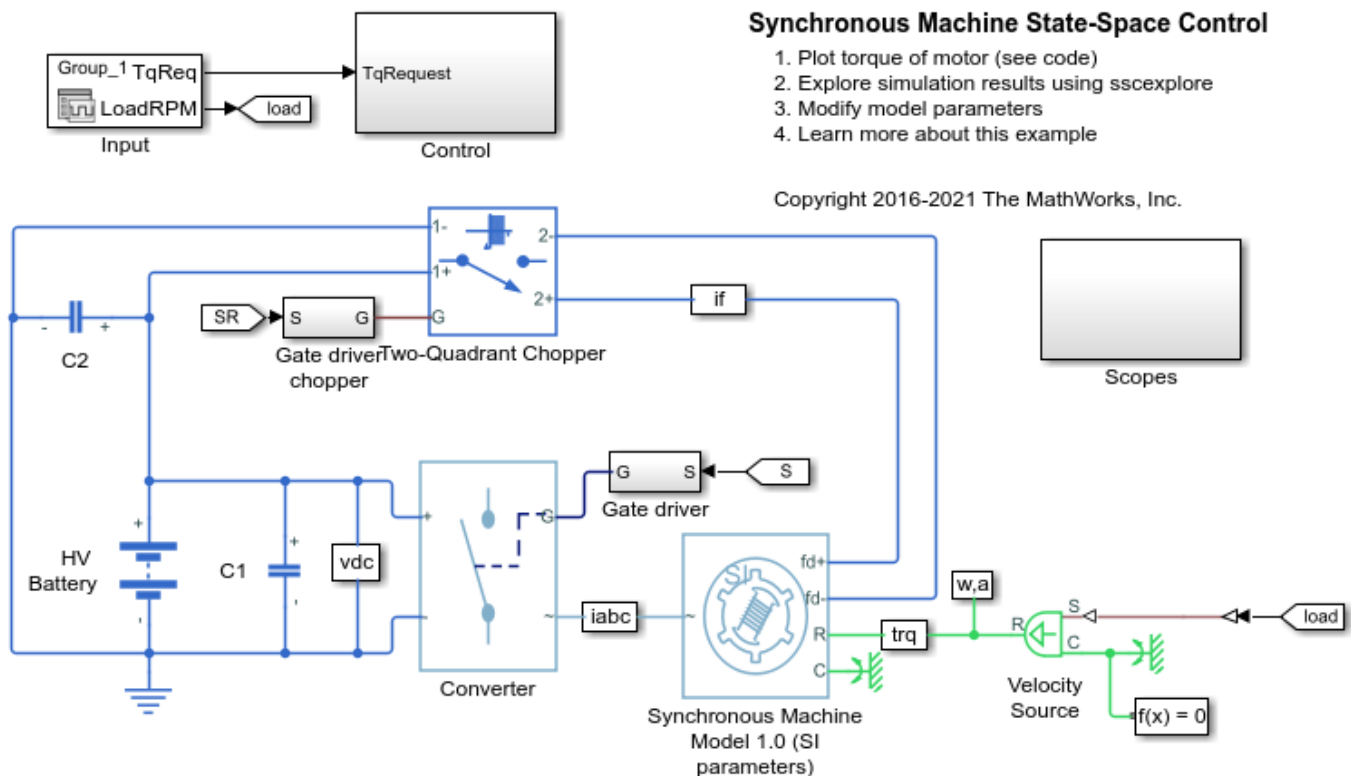 Synchronous Machine State-Space Control
1. Plot torque of motor (see code)
2. Explore simulation results using sscexplore
3. Modify model parameters
4. Learn more about this example
Copyright 2016-2021 The MathWorks, Inc.
Group_1 TqReq
LoadRPM
load
Input
TqRequest
Control
1-
1+
G
2-
2+
Two-Quadrant Chopper
SR
S G
Gate driver
chopper
if
- +
C2
Scopes
+
HV
Battery
-
+
C1
-
vdc
+
-
G
~
Converter
G S
Gate driver
S
iabc
~
SI
fd+
fd-
R
C
Synchronous Machine
Model 1.0 (SI
parameters)
trq
w,a
R
S
C
Velocity
Source
load
f(x) = 0